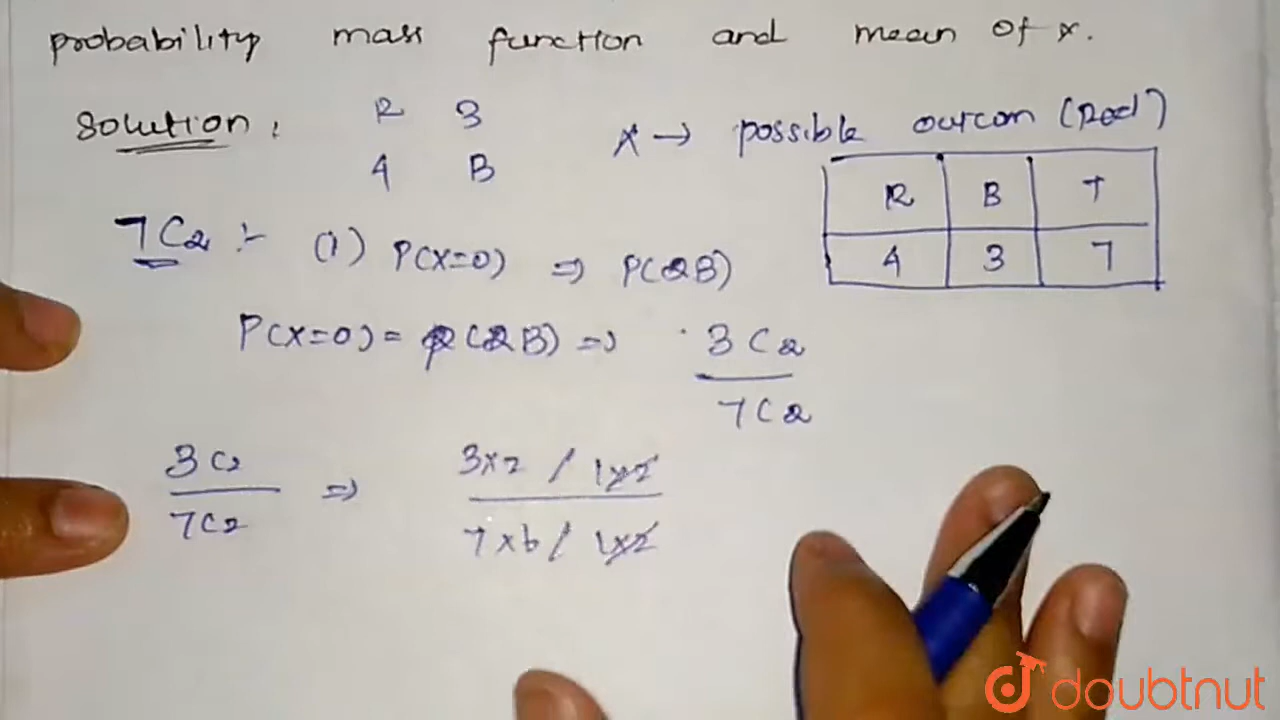 probability mass function and mean of x.
Solution :
R 3
4 B
X → possible outcom (Red)
R B T
4 3 7
7C2 :- (1) P(X=0) ⇒ P(2B)
P(X=0) = P(2B) ⇒ 3C2
7C2
3C2 ⇒ 3×2 / 1×2
7C2 7×6 / 1×2
doubtnut